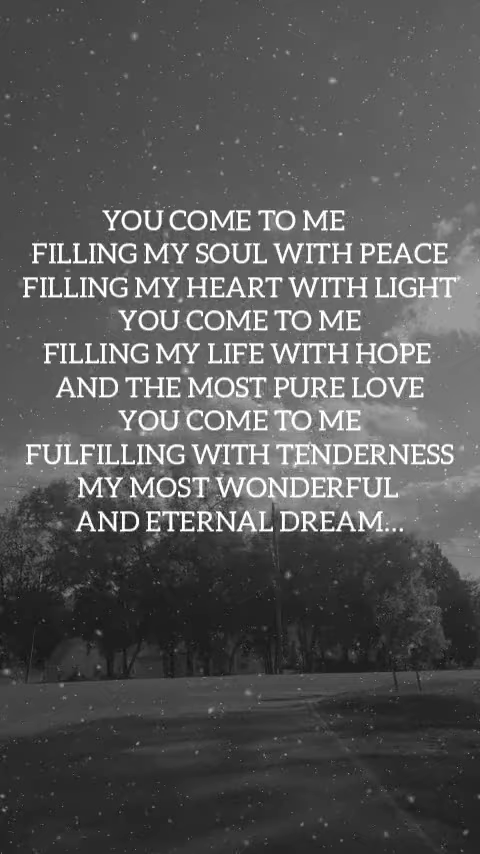 YOU COME TO ME
FILLING MY SOUL WITH PEACE
FILLING MY HEART WITH LIGHT
YOU COME TO ME
FILLING MY LIFE WITH HOPE
AND THE MOST PURE LOVE
YOU COME TO ME
FULFILLING WITH TENDERNESS
MY MOST WONDERFUL
AND ETERNAL DREAM...